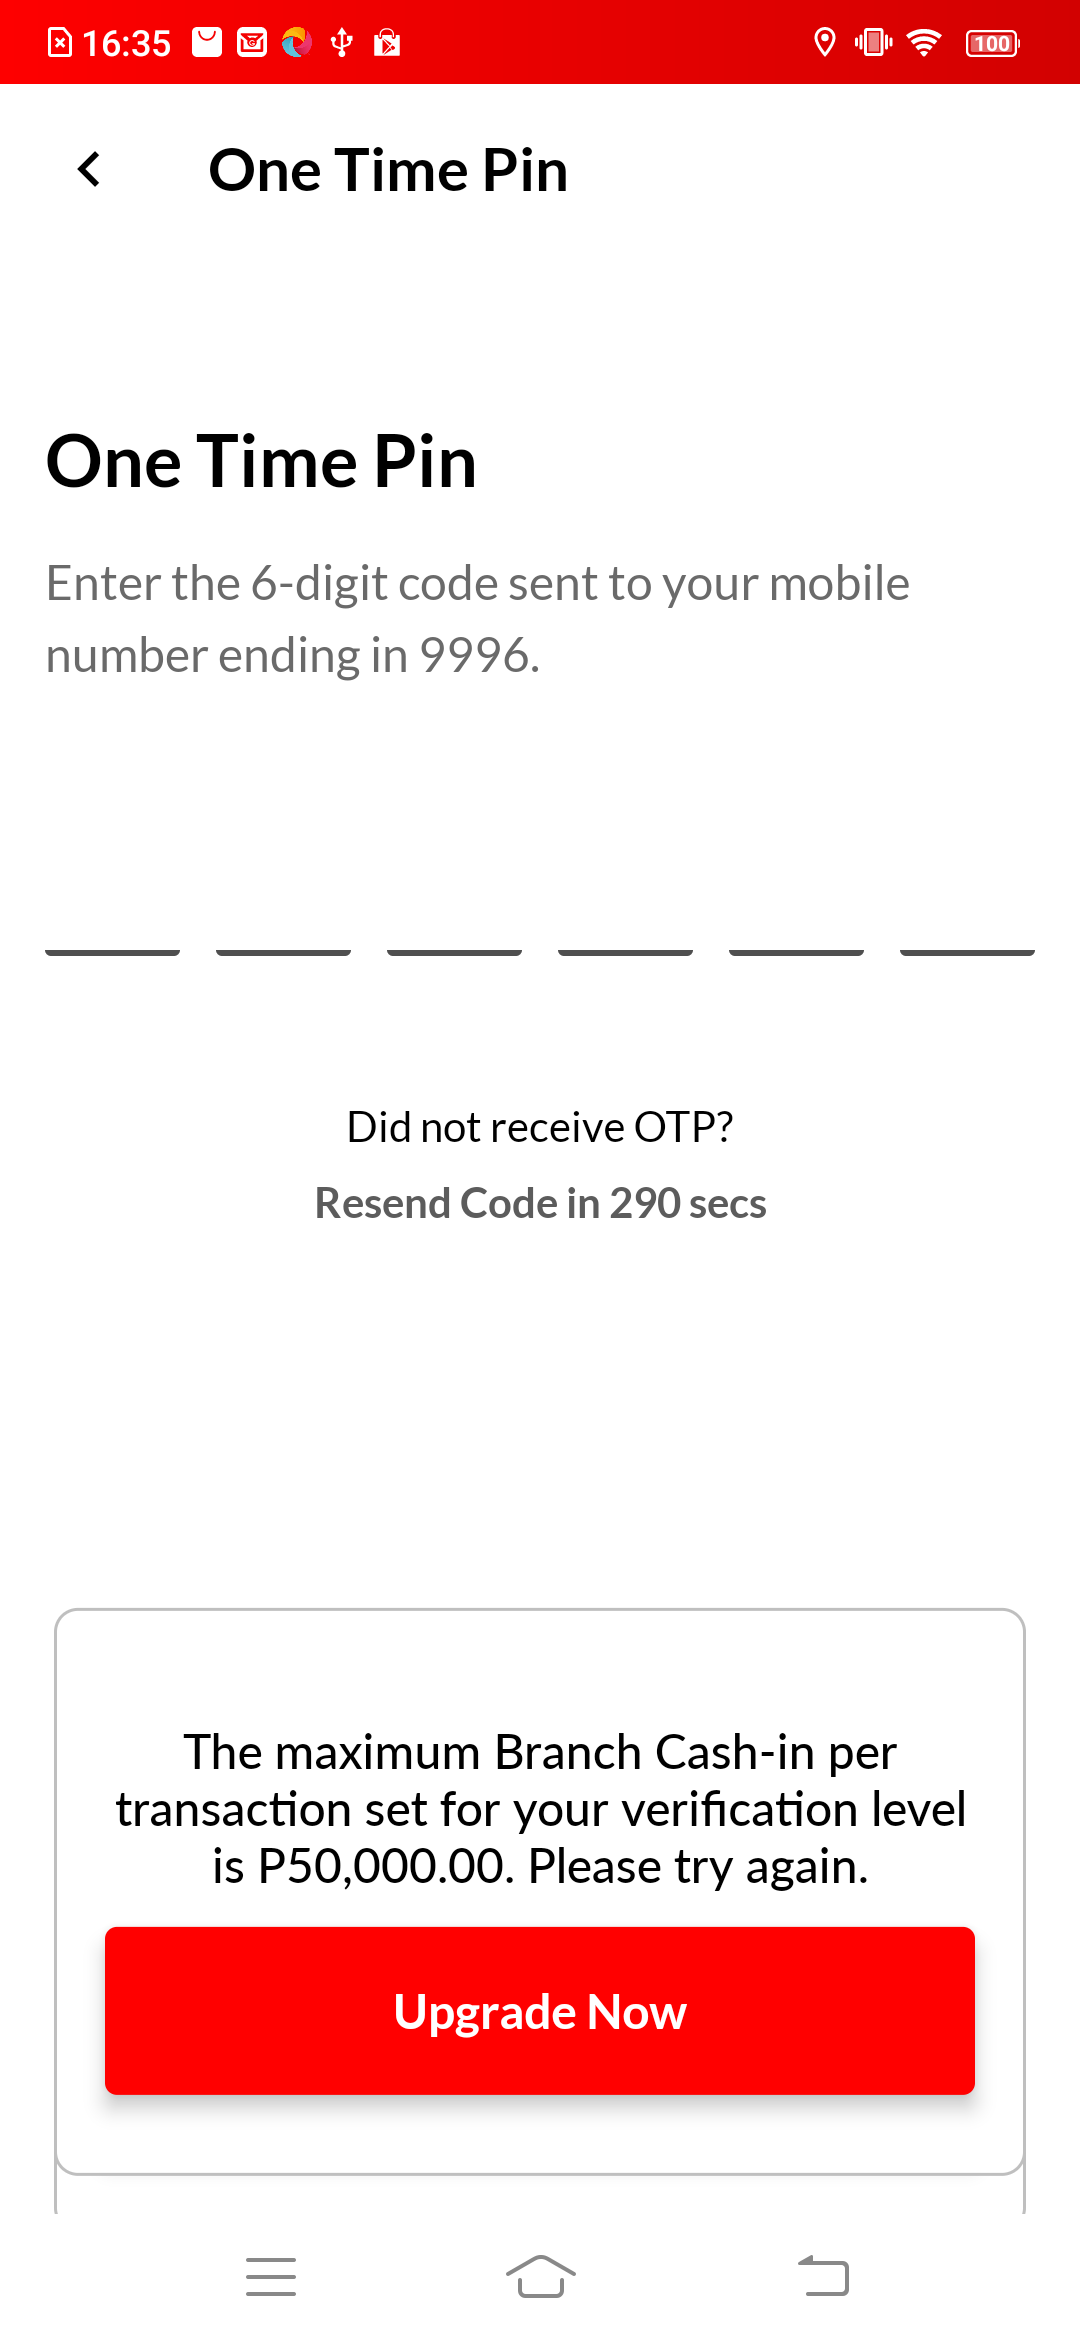 16:35
100
One Time Pin
One Time Pin
Enter the 6-digit code sent to your mobile
number ending in 9996.
Did not receive OTP?
Resend Code in 290 secs
The maximum Branch Cash-in per
transaction set for your verification level
is P50,000.00. Please try again.
Upgrade Now